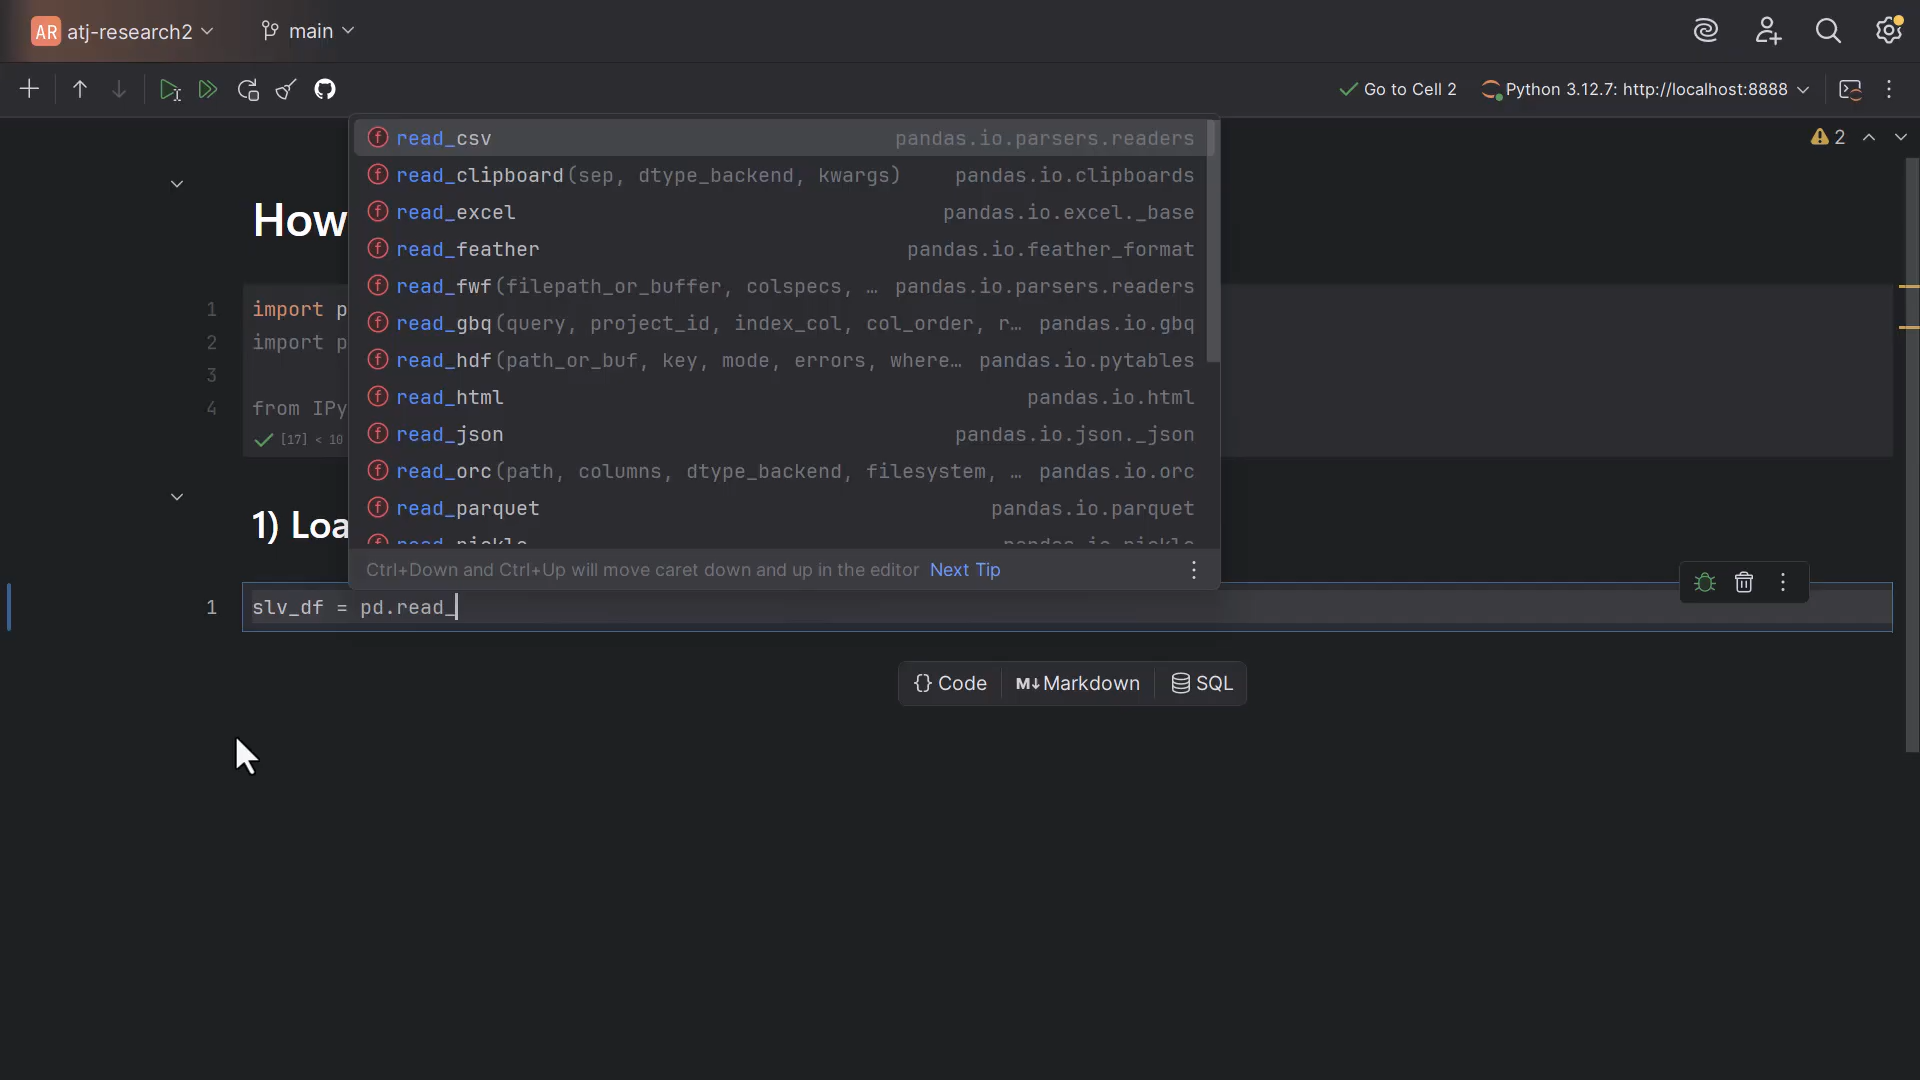 AR atj-research2 main
Go to Cell 2 Python 3.12.7: http://localhost:8888
2
read_csv pandas.io.parsers.readers
read_clipboard(sep, dtype_backend, kwargs) pandas.io.clipboards
read_excel pandas.io.excel._base
read_feather pandas.io.feather_format
read_fwf(filepath_or_buffer, colspecs, … pandas.io.parsers.readers
read_gbq(query, project_id, index_col, col_order, r… pandas.io.gbq
read_hdf(path_or_buf, key, mode, errors, where… pandas.io.pytables
read_html pandas.io.html
read_json pandas.io.json._json
read_orc(path, columns, dtype_backend, filesystem, … pandas.io.orc
read_parquet pandas.io.parquet
read_pickle pandas.io.pickle
Ctrl+Down and Ctrl+Up will move caret down and up in the editor Next Tip
How
1 import p
2 import p
3
4 from IPy
[17] < 10
1) Loa
1 slv_df = pd.read_
{} Code M↓ Markdown SQL